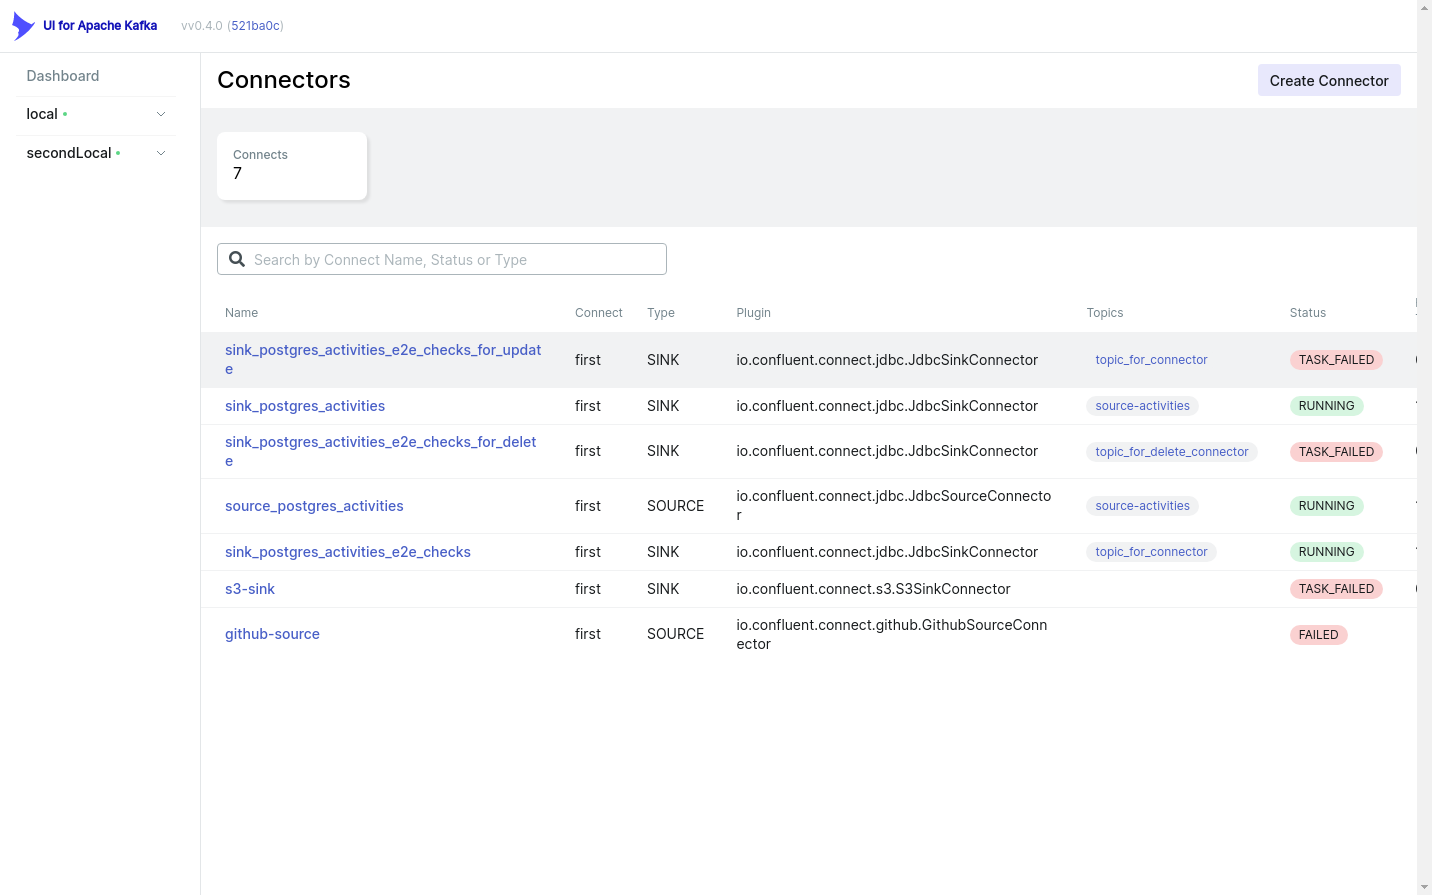 UI for Apache Kafka vv0.4.0 (521ba0c)
Dashboard
local
secondLocal
Connectors
Create Connector
Connects
7
Search by Connect Name, Status or Type
Name Connect Type Plugin Topics Status
sink_postgres_activities_e2e_checks_for_updat
e
first SINK io.confluent.connect.jdbc.JdbcSinkConnector topic_for_connector TASK_FAILED
sink_postgres_activities first SINK io.confluent.connect.jdbc.JdbcSinkConnector source-activities RUNNING
sink_postgres_activities_e2e_checks_for_delet
e
first SINK io.confluent.connect.jdbc.JdbcSinkConnector topic_for_delete_connector TASK_FAILED
source_postgres_activities first SOURCE
io.confluent.connect.jdbc.JdbcSourceConnecto
r
source-activities RUNNING
sink_postgres_activities_e2e_checks first SINK io.confluent.connect.jdbc.JdbcSinkConnector topic_for_connector RUNNING
s3-sink first SINK io.confluent.connect.s3.S3SinkConnector TASK_FAILED
github-source first SOURCE
io.confluent.connect.github.GithubSourceConn
ector
FAILED